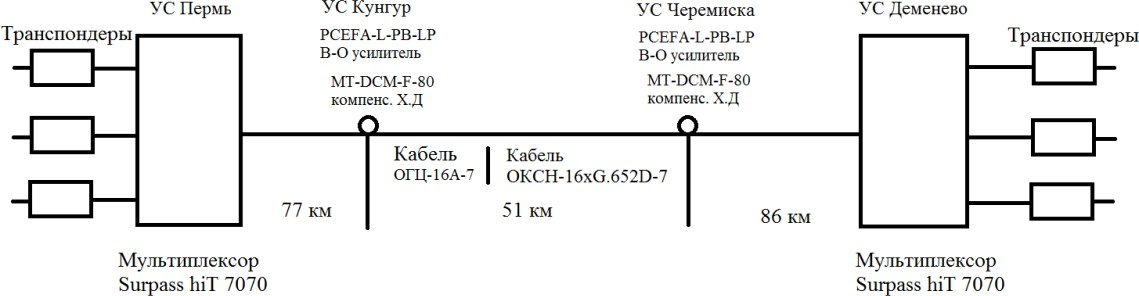 УС Пермь
УС Кунгур
УС Черемиска
УС Деменево
Транспондеры
PCEFA-L-PB-LP
В-О усилитель
PCEFA-L-PB-LP
В-О усилитель
Транспондеры
MT-DCM-F-80
компенс. Х.Д
MT-DCM-F-80
компенс. Х.Д
Кабель
ОГЦ-16А-7
Кабель
ОКСН-16xG.652D-7
77 км
51 км
86 км
Мультиплексор
Surpass hiT 7070
Мультиплексор
Surpass hiT 7070